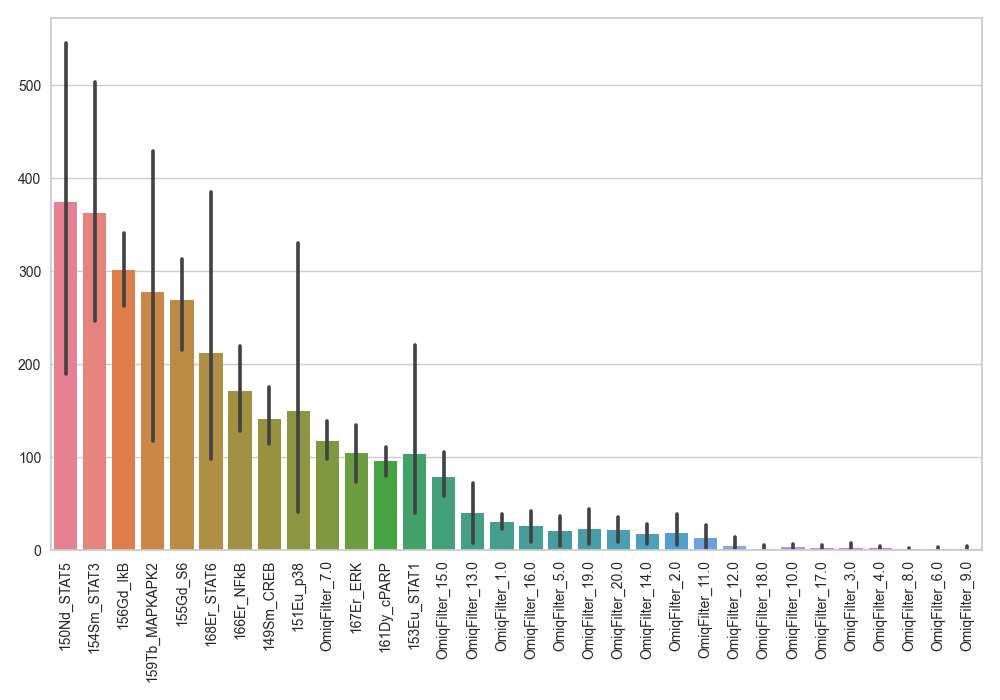 500
400
300
200
100
0
150Nd_STAT5
154Sm_STAT3
156Gd_IkB
159Tb_MAPKAPK2
155Gd_S6
168Er_STAT6
166Er_NFkB
149Sm_CREB
151Eu_p38
OmiqFilter_7.0
167Er_ERK
161Dy_cPARP
153Eu_STAT1
OmiqFilter_15.0
OmiqFilter_13.0
OmiqFilter_1.0
OmiqFilter_16.0
OmiqFilter_5.0
OmiqFilter_19.0
OmiqFilter_20.0
OmiqFilter_14.0
OmiqFilter_2.0
OmiqFilter_11.0
OmiqFilter_12.0
OmiqFilter_18.0
OmiqFilter_10.0
OmiqFilter_17.0
OmiqFilter_3.0
OmiqFilter_4.0
OmiqFilter_8.0
OmiqFilter_6.0
OmiqFilter_9.0